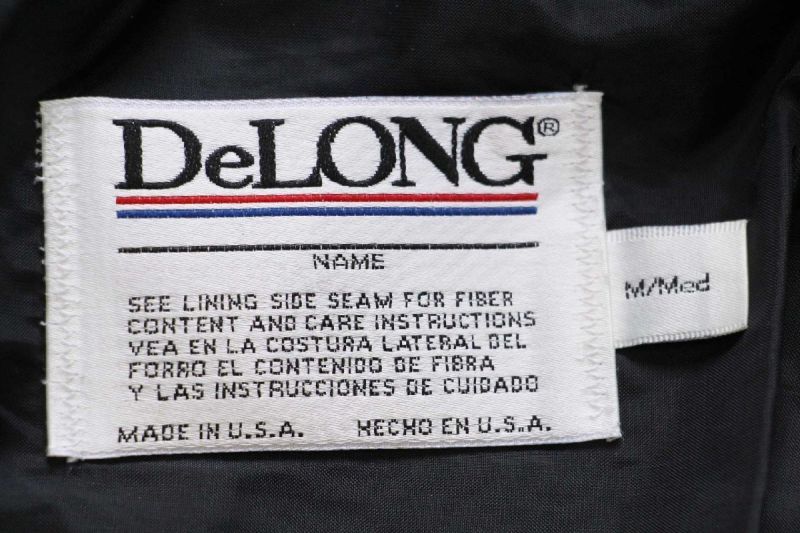 DeLONG®
NAME
SEE LINING SIDE SEAM FOR FIBER
CONTENT AND CARE INSTRUCTIONS
VEA EN LA COSTURA LATERAL DEL
FORRO EL CONTENIDO DE FIBRA
Y LAS INSTRUCCIONES DE CUIDADO
MADE IN U.S.A. HECHO EN U.S.A.
M/Med